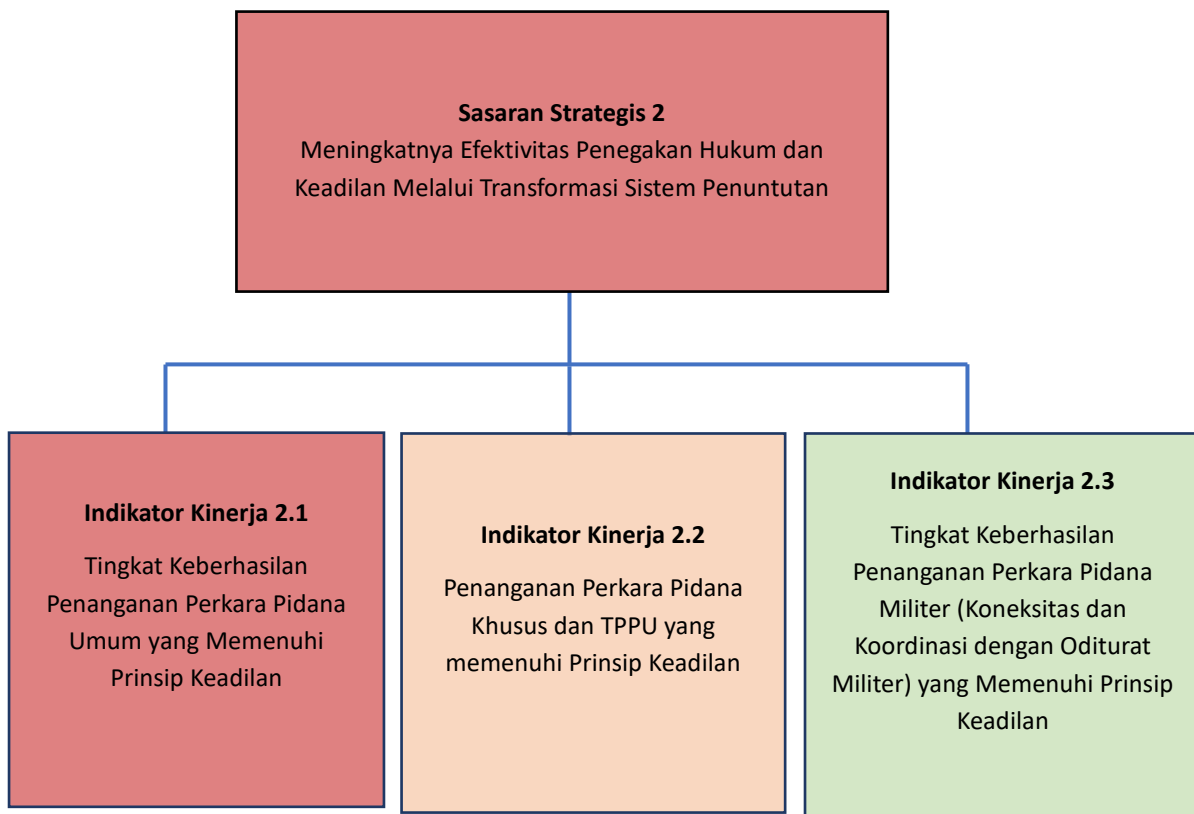 Sasaran Strategis 2
Meningkatnya Efektivitas Penegakan Hukum dan
Keadilan Melalui Transformasi Sistem Penuntutan
Indikator Kinerja 2.1
Tingkat Keberhasilan
Penanganan Perkara Pidana
Umum yang Memenuhi
Prinsip Keadilan
Indikator Kinerja 2.2
Penanganan Perkara Pidana
Khusus dan TPPU yang
memenuhi Prinsip Keadilan
Indikator Kinerja 2.3
Tingkat Keberhasilan
Penanganan Perkara Pidana
Militer (Koneksitas dan
Koordinasi dengan Oditurat
Militer) yang Memenuhi Prinsip
Keadilan